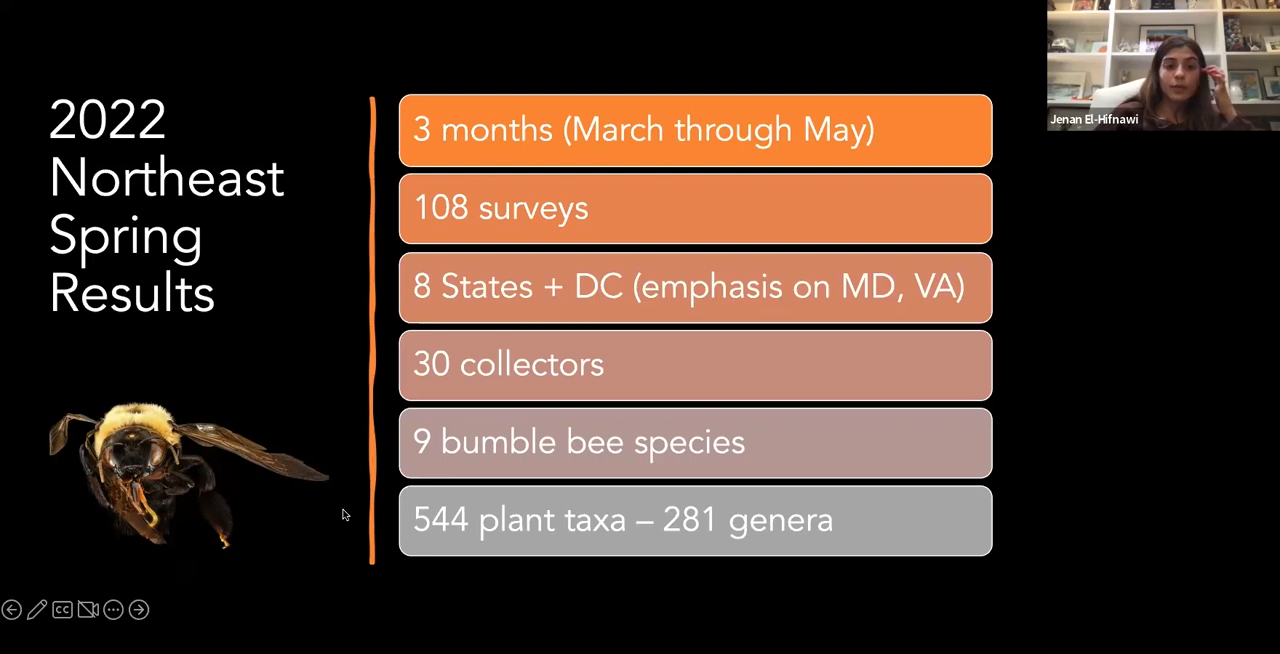 2022
Northeast
Spring
Results
3 months (March through May)
108 surveys
8 States + DC (emphasis on MD, VA)
30 collectors
9 bumble bee species
544 plant taxa – 281 genera
Jenan El-Hifnawi
CC